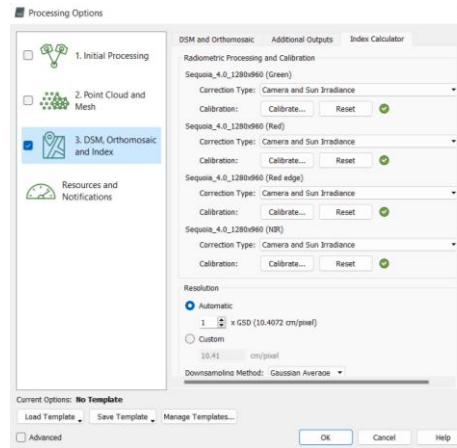 Processing Options
1. Initial Processing
2. Point Cloud and
Mesh
3. DSM, Orthomosaic
and Index
Resources and
Notifications
DSM and Orthomosaic Additional Outputs Index Calculator
Radiometric Processing and Calibration
Sequoia_4.0_1280x960 (Green)
Correction Type: Camera and Sun Irradiance
Calibration: Calibrate... Reset
Sequoia_4.0_1280x960 (Red)
Correction Type: Camera and Sun Irradiance
Calibration: Calibrate... Reset
Sequoia_4.0_1280x960 (Red edge)
Correction Type: Camera and Sun Irradiance
Calibration: Calibrate... Reset
Sequoia_4.0_1280x960 (NIR)
Correction Type: Camera and Sun Irradiance
Calibration: Calibrate... Reset
Resolution
Automatic
1 x GSD (10.4072 cm/pixel)
Custom
10.41 cm/pixel
Downsampling Method: Gaussian Average
Current Options: No Template
Load Template Save Template Manage Templates...
Advanced OK Cancel Help